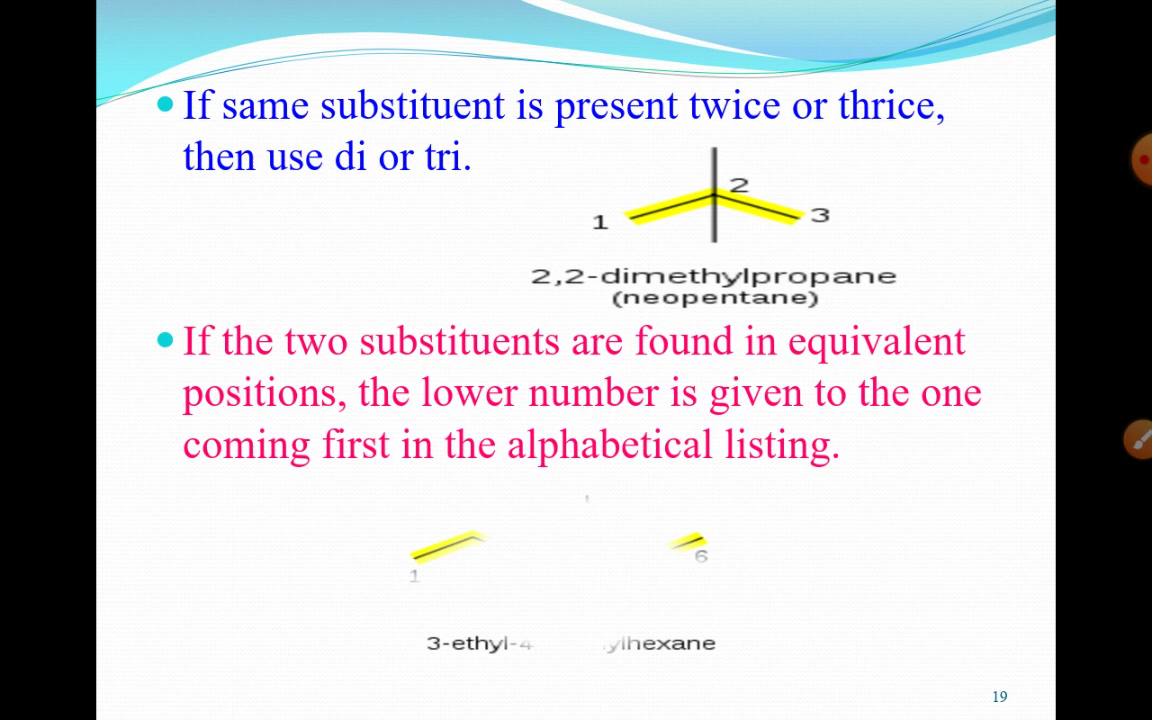 If same substituent is present twice or thrice,
then use di or tri.
2
1
3
2,2-dimethylpropane
(neopentane)
If the two substituents are found in equivalent
positions, the lower number is given to the one
coming first in the alphabetical listing.
6
1
3-ethyl-4 ylhexane
19